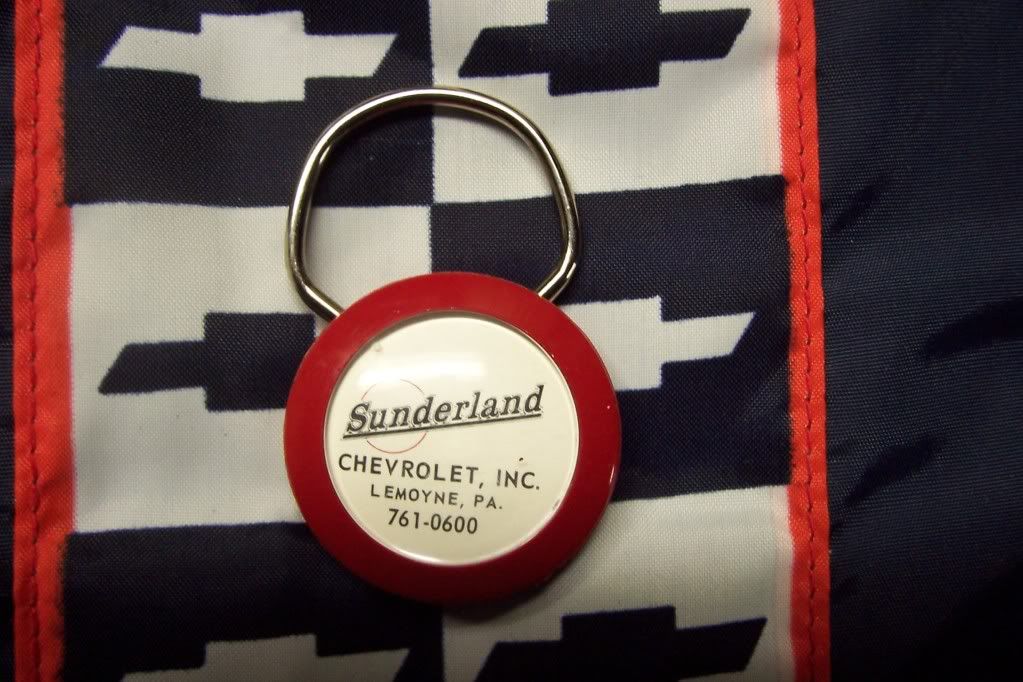 Sunderland
CHEVROLET, INC.
LEMOYNE, PA.
761-0600